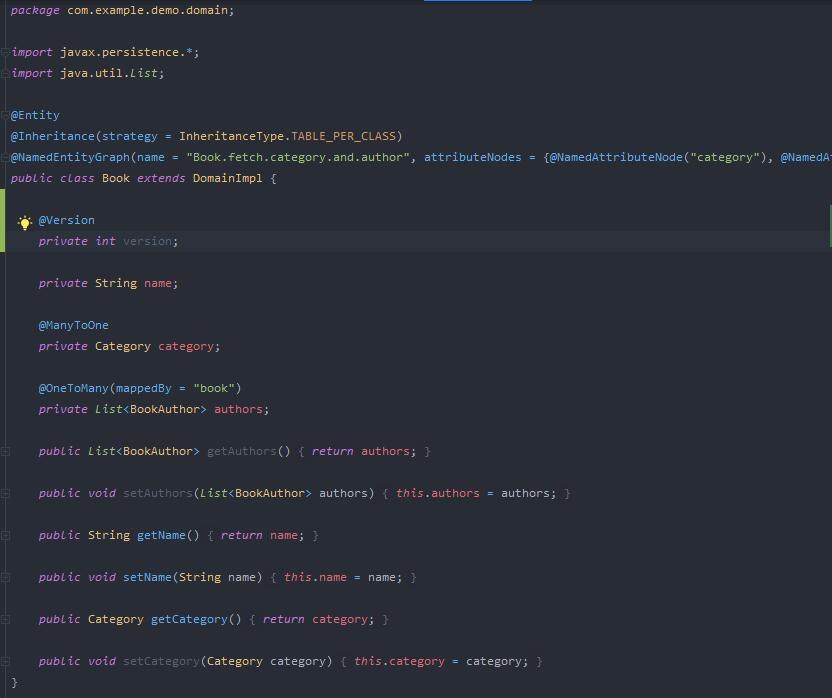 package com.example.demo.domain;
import javax.persistence.*;
import java.util.List;
@Entity
@Inheritance(strategy = InheritanceType.TABLE_PER_CLASS)
@NamedEntityGraph(name = "Book.fetch.category.and.author", attributeNodes = {@NamedAttributeNode("category"), @NamedA
public class Book extends DomainImpl {
@Version
private int version;
private String name;
@ManyToOne
private Category category;
@OneToMany(mappedBy = "book")
private List<BookAuthor> authors;
public List<BookAuthor> getAuthors() { return authors; }
public void setAuthors(List<BookAuthor> authors) { this.authors = authors; }
public String getName() { return name; }
public void setName(String name) { this.name = name; }
public Category getCategory() { return category; }
public void setCategory(Category category) { this.category = category; }
}